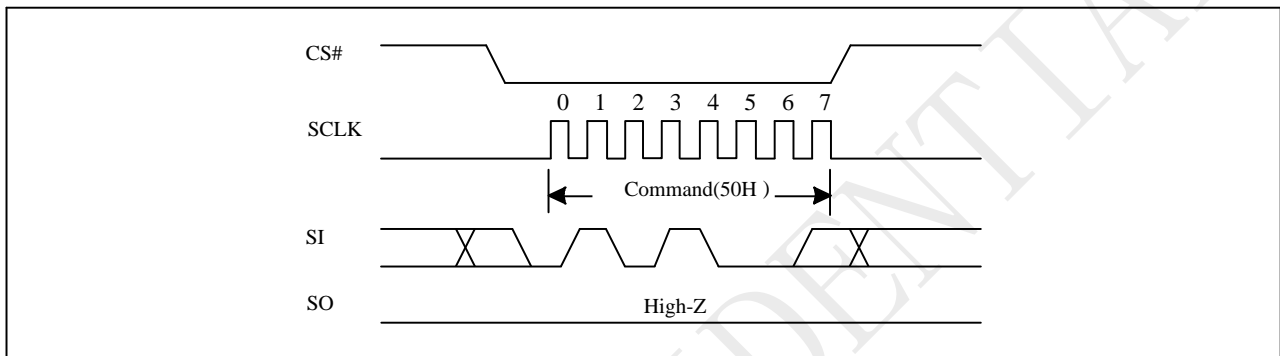 CS#
0 1 2 3 4 5 6 7
SCLK
Command(50H )
SI
SO High-Z